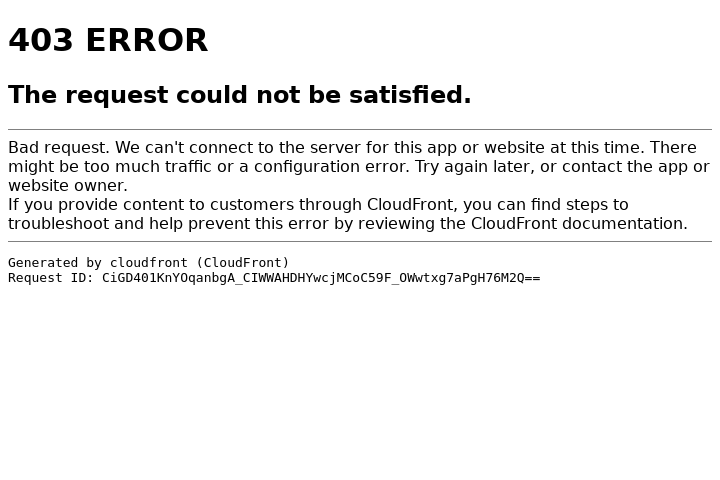 403 ERROR
The request could not be satisfied.
Bad request. We can't connect to the server for this app or website at this time. There
might be too much traffic or a configuration error. Try again later, or contact the app or
website owner.
If you provide content to customers through CloudFront, you can find steps to
troubleshoot and help prevent this error by reviewing the CloudFront documentation.
Generated by cloudfront (CloudFront)
Request ID: CiGD401KnYOqanbgA_CIWWAHDHYwcjMCoC59F_OWwtxg7aPgH76M2Q==